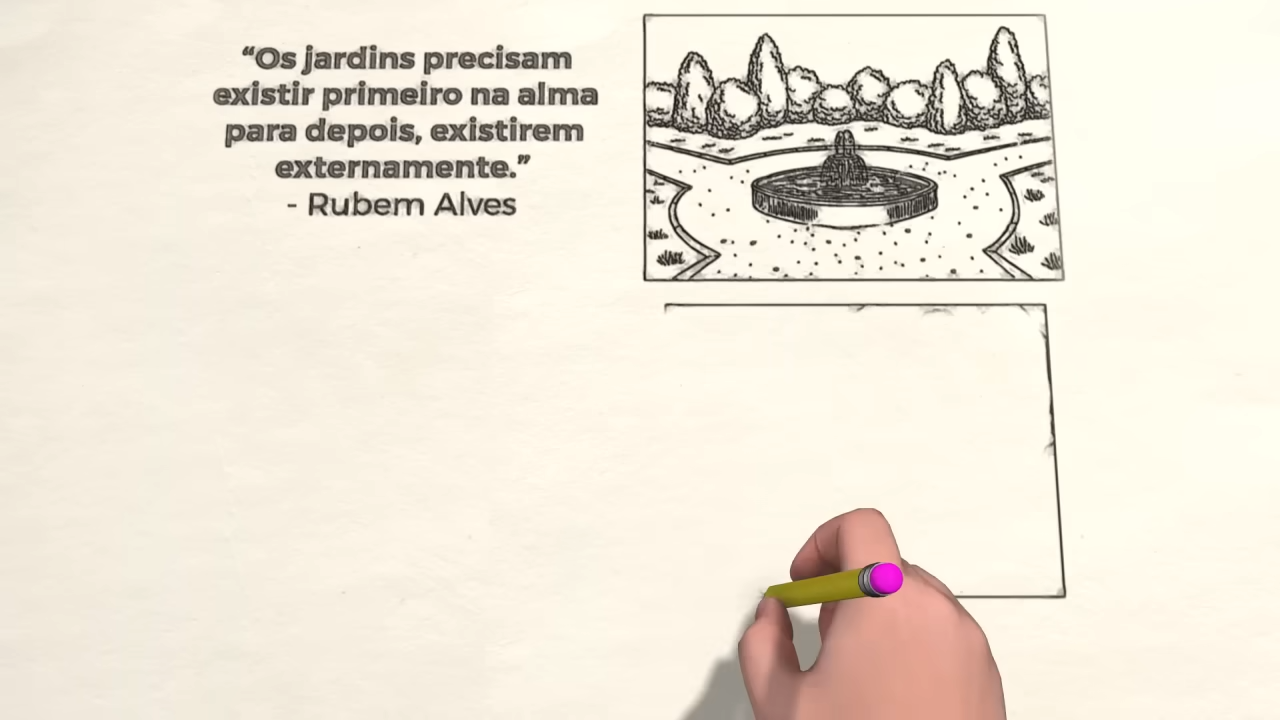 “Os jardins precisam
existir primeiro na alma
para depois, existirem
externamente.”
- Rubem Alves